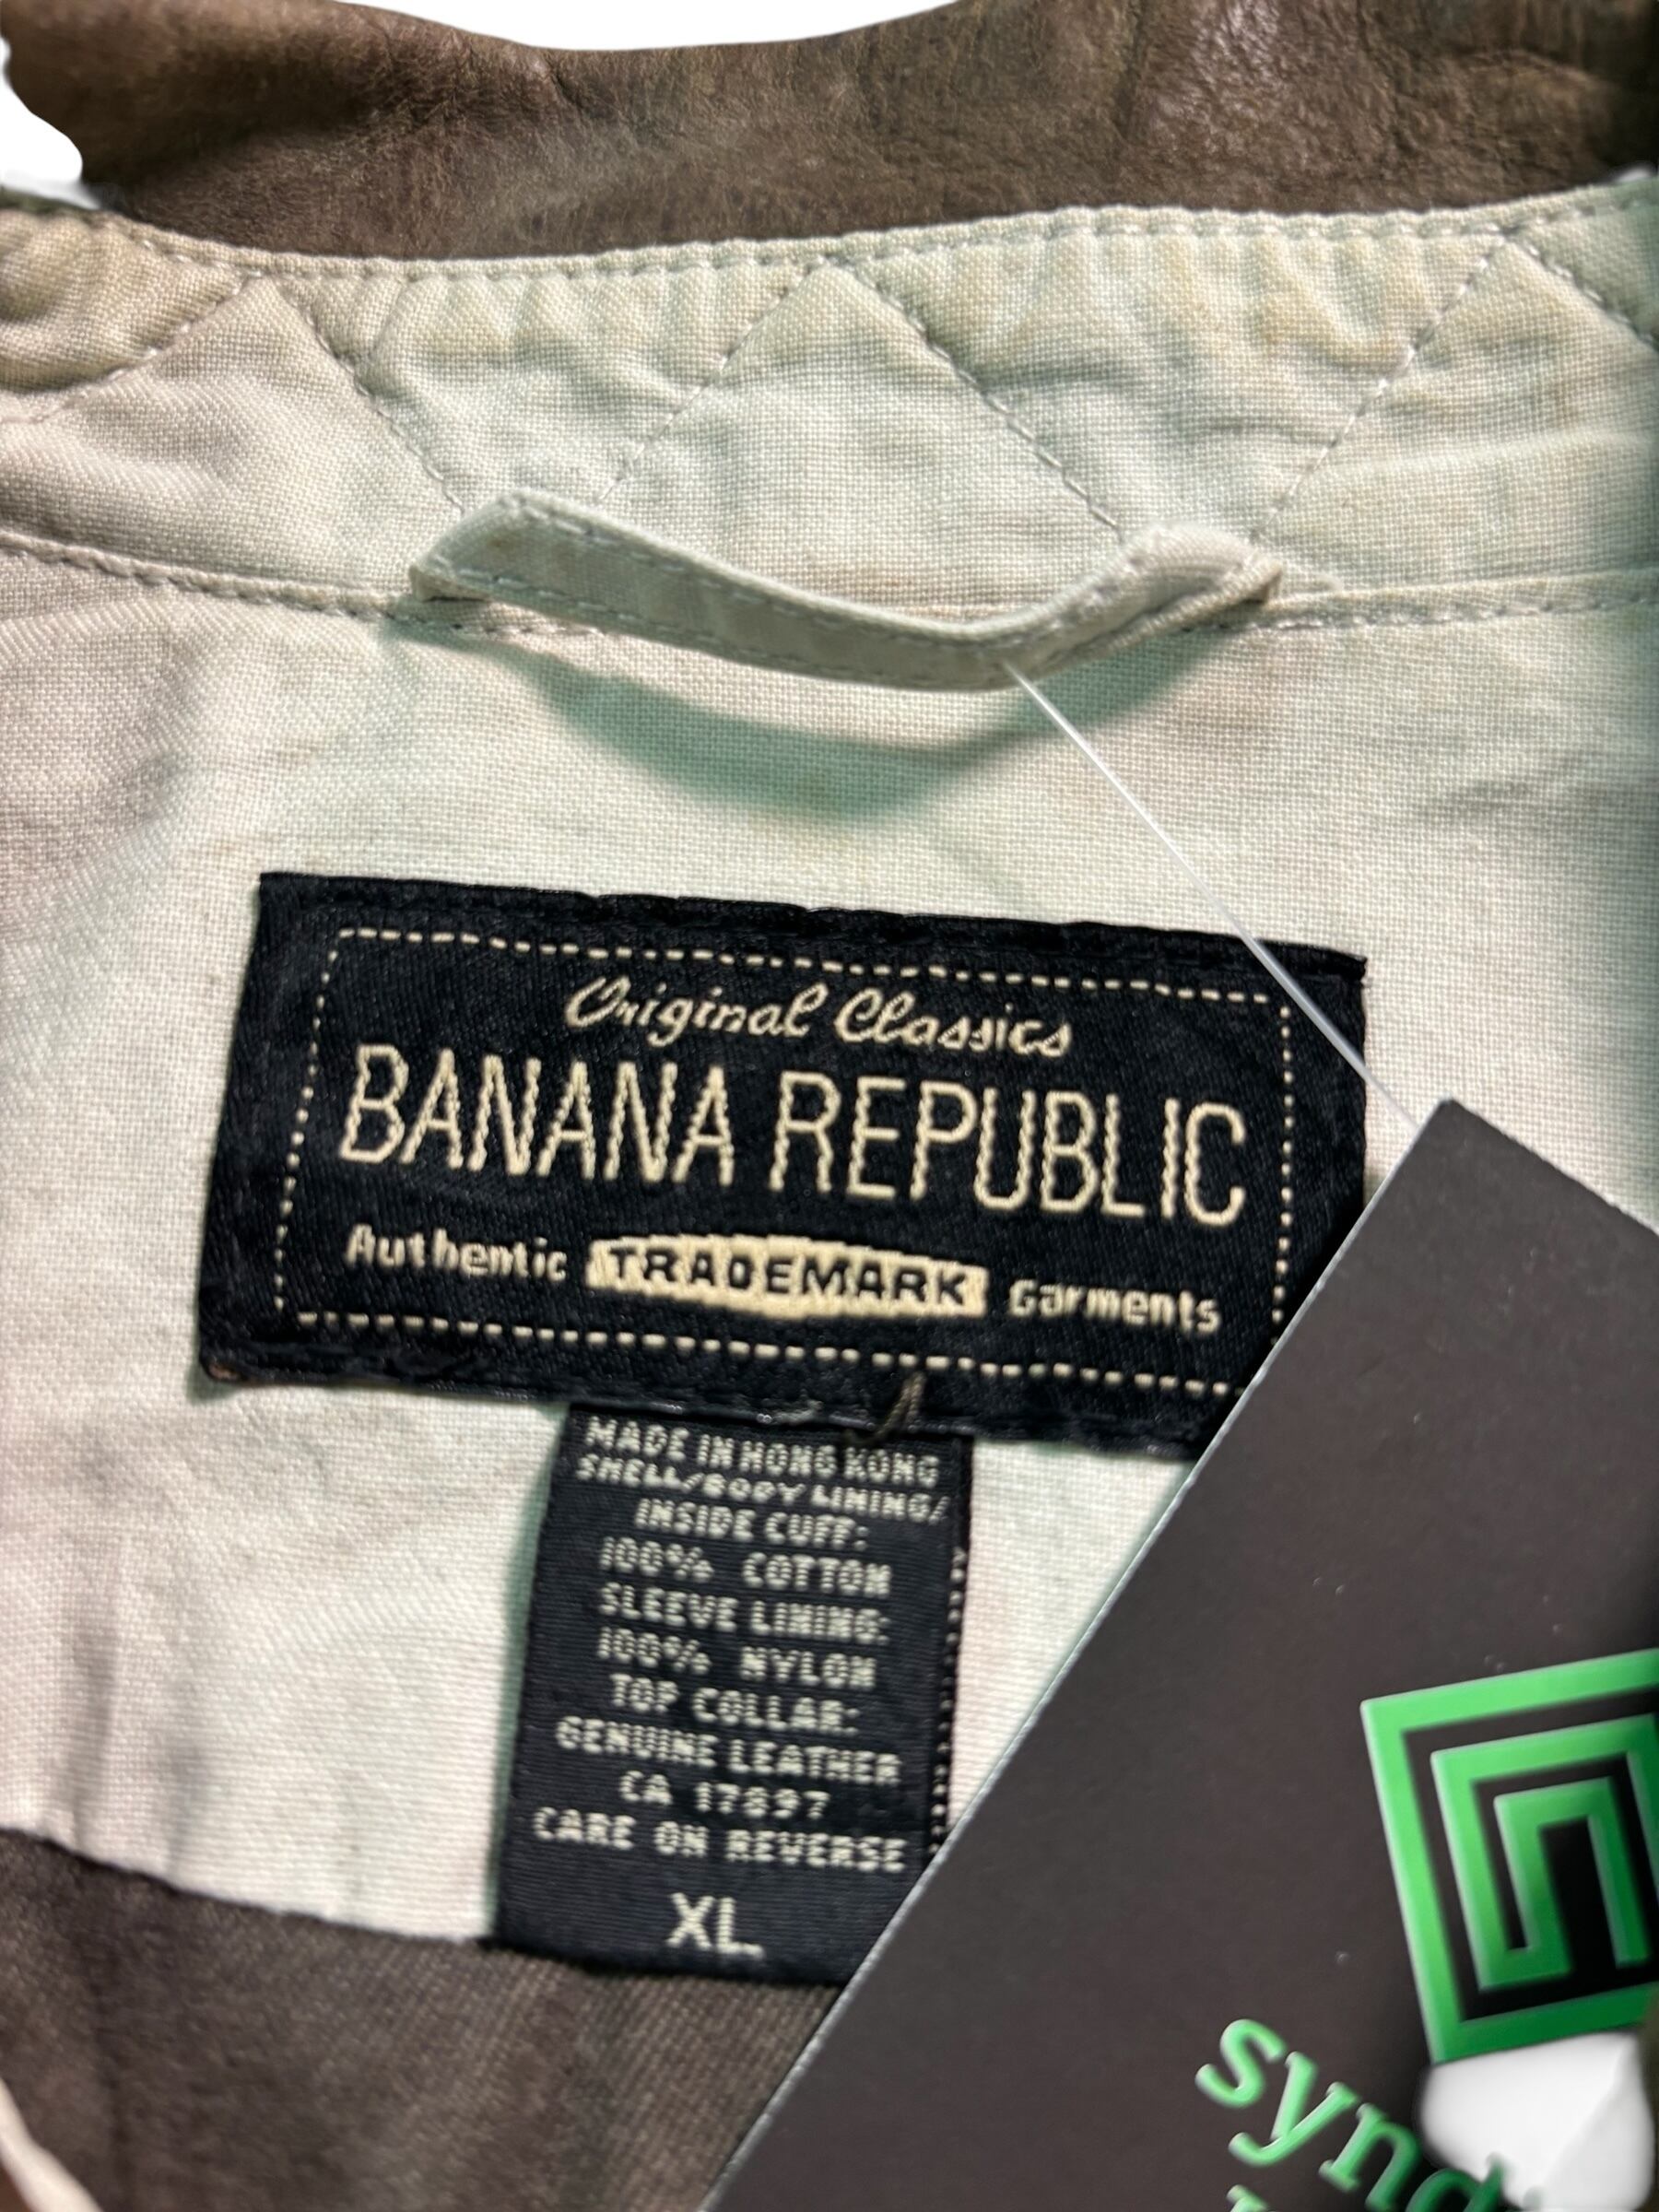 Original Classics
BANANA REPUBLIC
Authentic TRADEMARK Garments
MADE IN HONG KONG
SHELL/BODY LINING/
INSIDE CUFF:
100% COTTON
SLEEVE LINING:
100% NYLON
TOP COLLAR:
GENUINE LEATHER
CA 17897
CARE ON REVERSE
XL